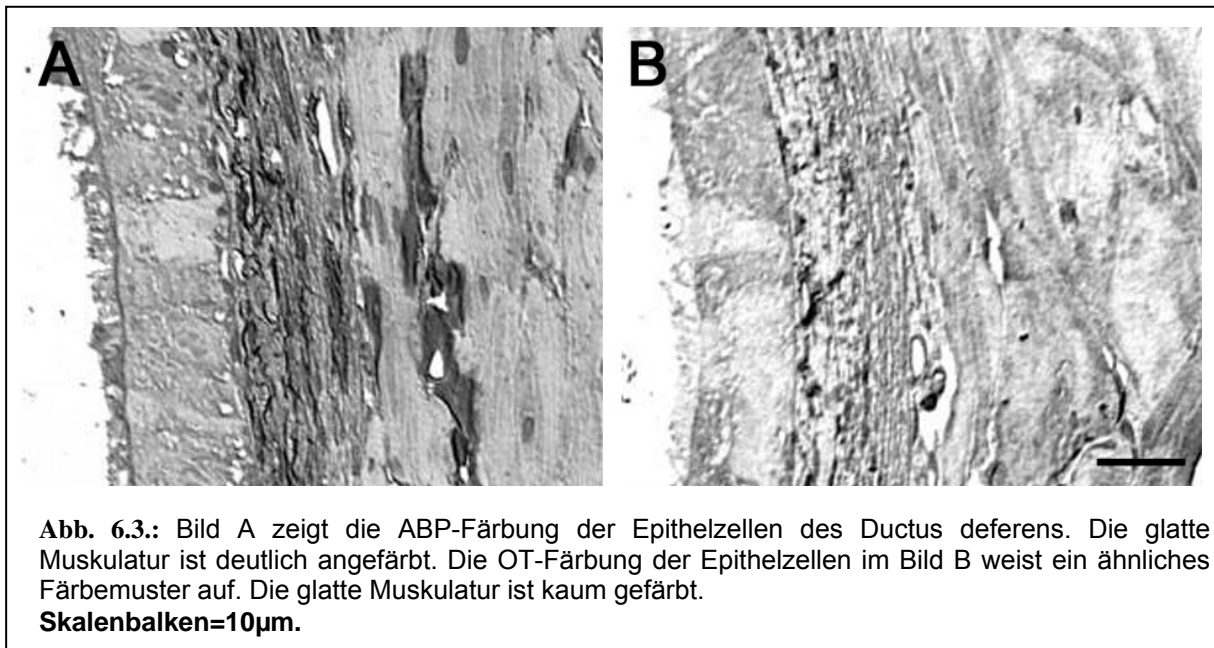 A B
Abb. 6.3.: Bild A zeigt die ABP-Färbung der Epithelzellen des Ductus deferens. Die glatte
Muskulatur ist deutlich angefärbt. Die OT-Färbung der Epithelzellen im Bild B weist ein ähnliches
Färbemuster auf. Die glatte Muskulatur ist kaum gefärbt.
Skalenbalken=10µm.